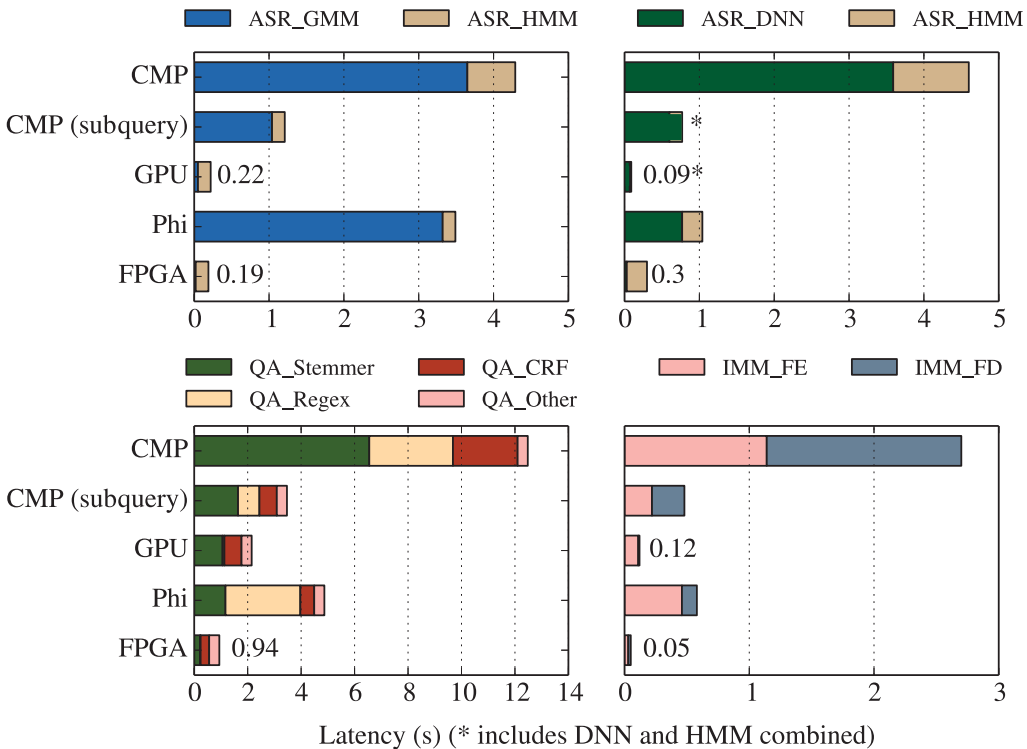 ASR_GMM ASR_HMM ASR_DNN ASR_HMM
CMP
CMP (subquery) *
GPU 0.22 0.09*
Phi
FPGA 0.19 0.3
0 1 2 3 4 5 0 1 2 3 4 5
QA_Stemmer QA_CRF IMM_FE IMM_FD
QA_Regex QA_Other
CMP
CMP (subquery)
GPU 0.12
Phi
FPGA 0.94 0.05
0 2 4 6 8 10 12 14 0 1 2 3
Latency (s) (* includes DNN and HMM combined)